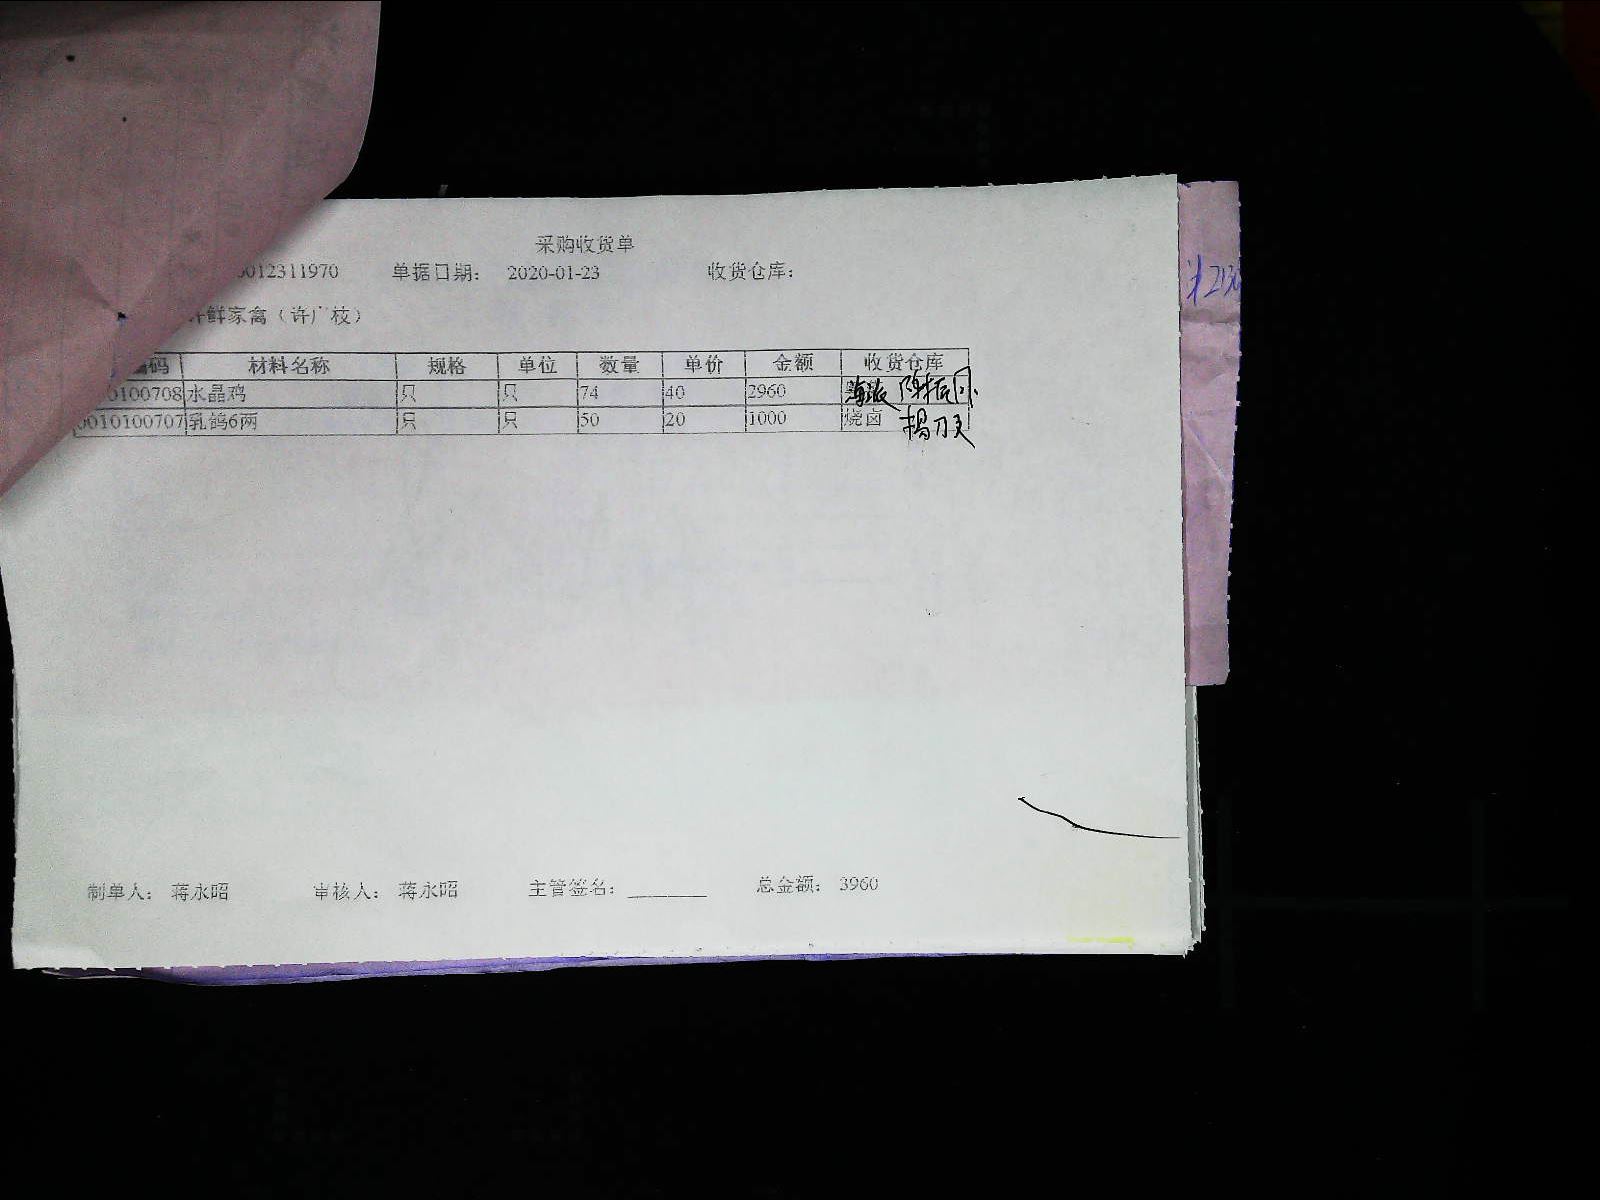 采购收货单
0012311970 单据日期： 2020-01-23 收货仓库：
鲜家禽（许广枝）
编码 材料名称 规格 单位 数量 单价 金额 收货仓库
0100708 水晶鸡 只 只 74 40 2960
0010100707 乳鸽6两 只 只 50 20 1000 烧卤
制单人： 蒋永昭 审核人： 蒋永昭 主管签名： 总金额： 3960